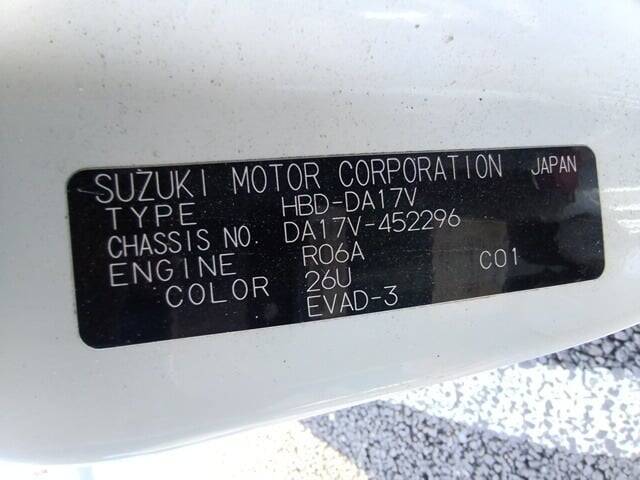 SUZUKI MOTOR CORPORATION JAPAN
TYPE HBD-DA17V
CHASSIS NO. DA17V-452296
ENGINE R06A C01
COLOR 26U
EVAD-3